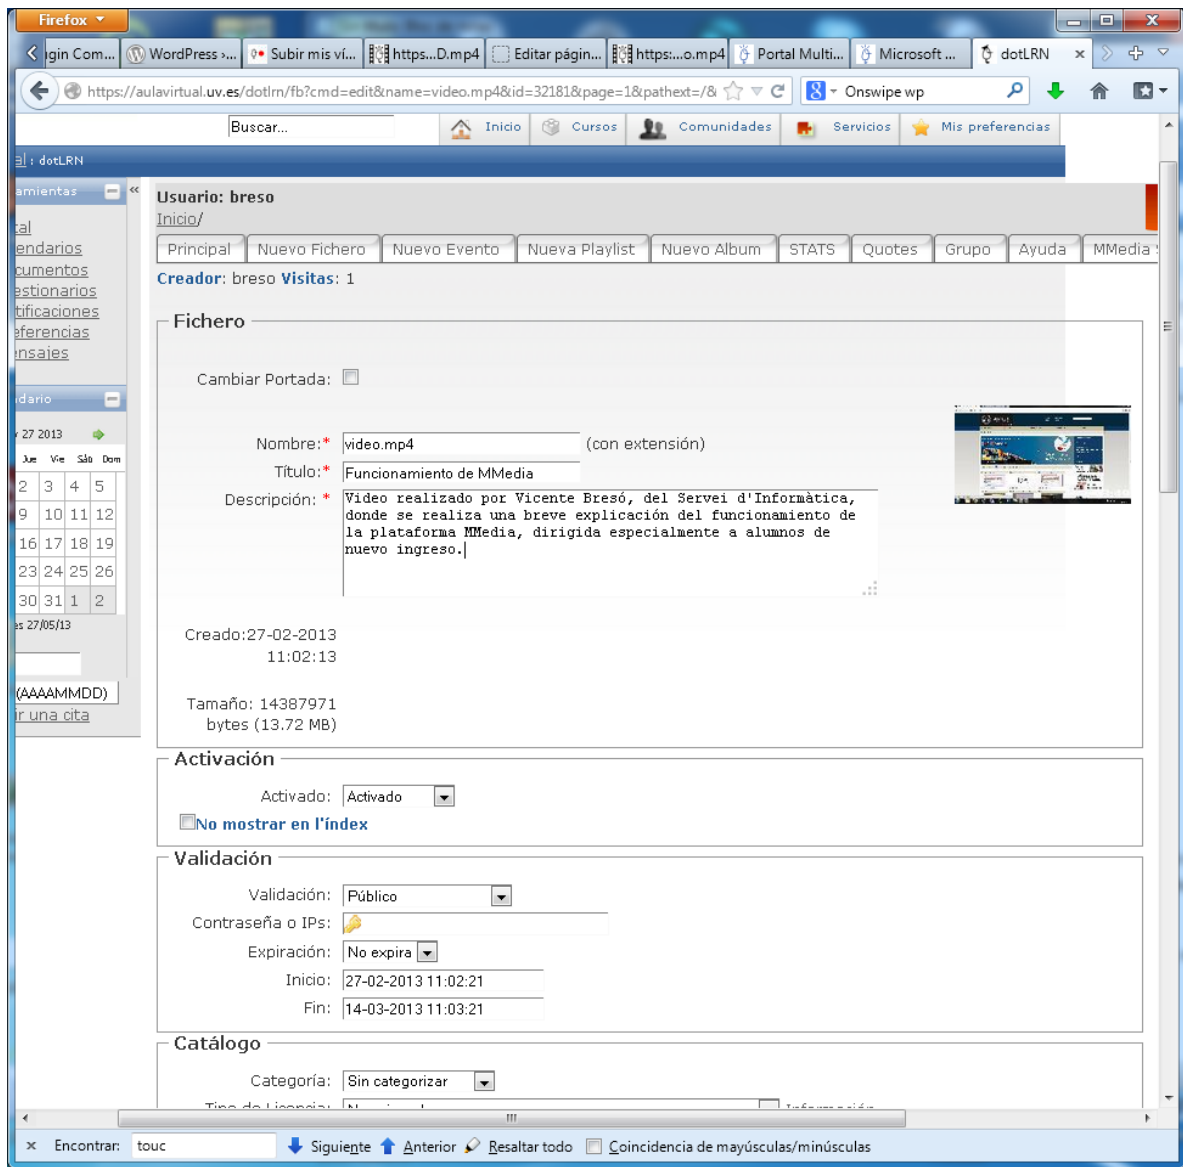 Firefox
ıgin Com...
WordPress ›...
Subir mis ví...
https...D.mp4
Editar págin...
https:...o.mp4
Portal Multi...
Microsoft ...
dotLRN
https://aulavirtual.uv.es/dotlrn/fb?cmd=edit&name=video.mp4&id=32181&page=1&pathext=/&
Onswipe wp
Buscar...
Inicio
Cursos
Comunidades
Servicios
Mis preferencias
al : dotLRN
amientas
«
Usuario: breso
Inicio/
Principal
Nuevo Fichero
Nuevo Evento
Nueva Playlist
Nuevo Album
STATS
Quotes
Grupo
Ayuda
MMedia
Creador: breso Visitas: 1
tal
endarios
cumentos
estionarios
tificaciones
eferencias
ensajes
dario
27 2013
Jue Vie Sáb Dom
2 3 4 5
9 10 11 12
16 17 18 19
23 24 25 26
30 31 1 2
es 27/05/13
(AAAAMMDD)
ir una cita
Fichero
Cambiar Portada:
Nombre:* video.mp4 (con extensión)
Título:* Funcionamiento de MMedia
Descripción: * Video realizado por Vicente Bresó, del Servei d'Informàtica,
donde se realiza una breve explicación del funcionamiento de
la plataforma MMedia, dirigida especialmente a alumnos de
nuevo ingreso.
Creado:27-02-2013
11:02:13
Tamaño: 14387971
bytes (13.72 MB)
Activación
Activado: Activado
No mostrar en l'índex
Validación
Validación: Público
Contraseña o IPs:
Expiración: No expira
Inicio: 27-02-2013 11:02:21
Fin: 14-03-2013 11:03:21
Catálogo
Categoría: Sin categorizar
Tipo de Licencia:
Información
× Encontrar: touc
Siguiente
Anterior
Resaltar todo
Coincidencia de mayúsculas/minúsculas